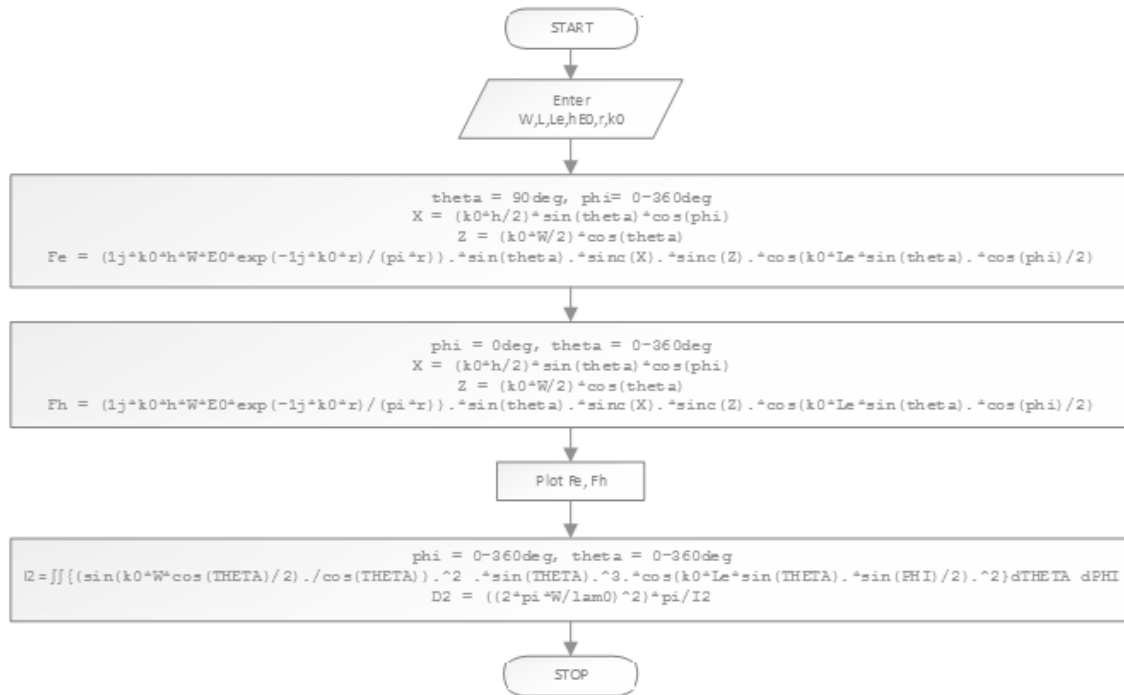 START
Enter
W,L,Le,hE0,r,k0
theta = 90deg, phi= 0-360deg
X = (k0*h/2)*sin(theta)*cos(phi)
Z = (k0*W/2)*cos(theta)
Fe = (1j*k0*h*W*E0*exp(-1j*k0*r)/(pi*r)).*sin(theta).*sinc(X).*sinc(Z).*cos(k0*Le*sin(theta).*cos(phi)/2)
phi = 0deg, theta = 0-360deg
X = (k0*h/2)*sin(theta)*cos(phi)
Z = (k0*W/2)*cos(theta)
Fh = (1j*k0*h*W*E0*exp(-1j*k0*r)/(pi*r)).*sin(theta).*sinc(X).*sinc(Z).*cos(k0*Le*sin(theta).*cos(phi)/2)
Plot Fe, Fh
phi = 0-360deg, theta = 0-360deg
I2=∫∫{(sin(k0*W*cos(THETA)/2)./cos(THETA)).^2 .*sin(THETA).^3.*cos(k0*Le*sin(THETA).*sin(PHI)/2).^2}dTHETA dPHI
D2 = ((2*pi*W/lam0)^2)*pi/I2
STOP